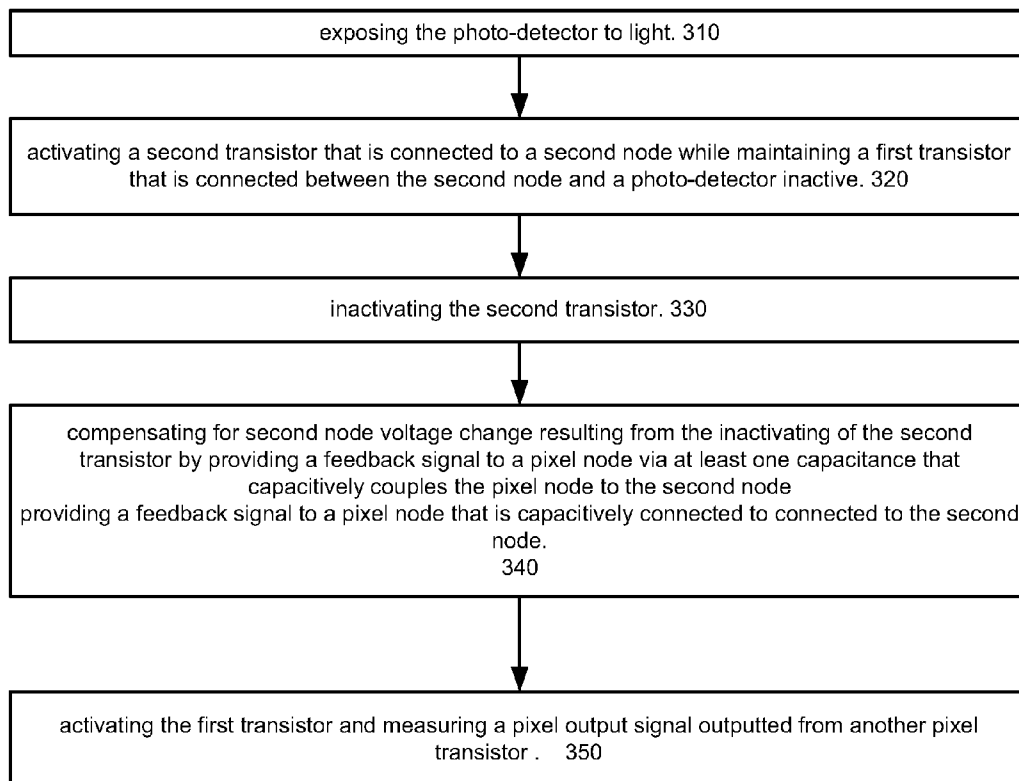 exposing the photo-detector to light. 310
activating a second transistor that is connected to a second node while maintaining a first transistor
that is connected between the second node and a photo-detector inactive. 320
inactivating the second transistor. 330
compensating for second node voltage change resulting from the inactivating of the second
transistor by providing a feedback signal to a pixel node via at least one capacitance that
capacitively couples the pixel node to the second node
providing a feedback signal to a pixel node that is capacitively connected to connected to the second
node.
340
activating the first transistor and measuring a pixel output signal outputted from another pixel
transistor . 350